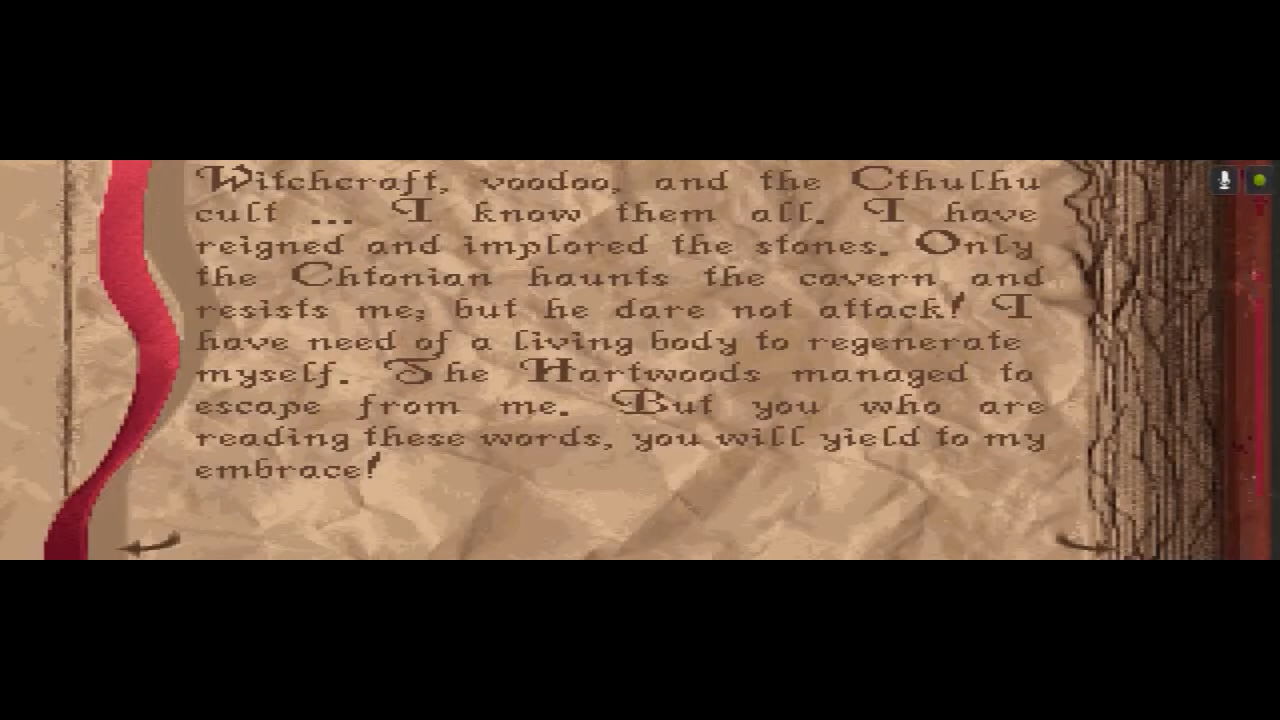 Witchcraft, voodoo, and the Cthulhu
cult ... I know them all. I have
reigned and implored the stones. Only
the Chtonian haunts the cavern and
resists me; but he dare not attack! I
have need of a living body to regenerate
myself. The Hartwoods managed to
escape from me. But you who are
reading these words, you will yield to my
embrace!